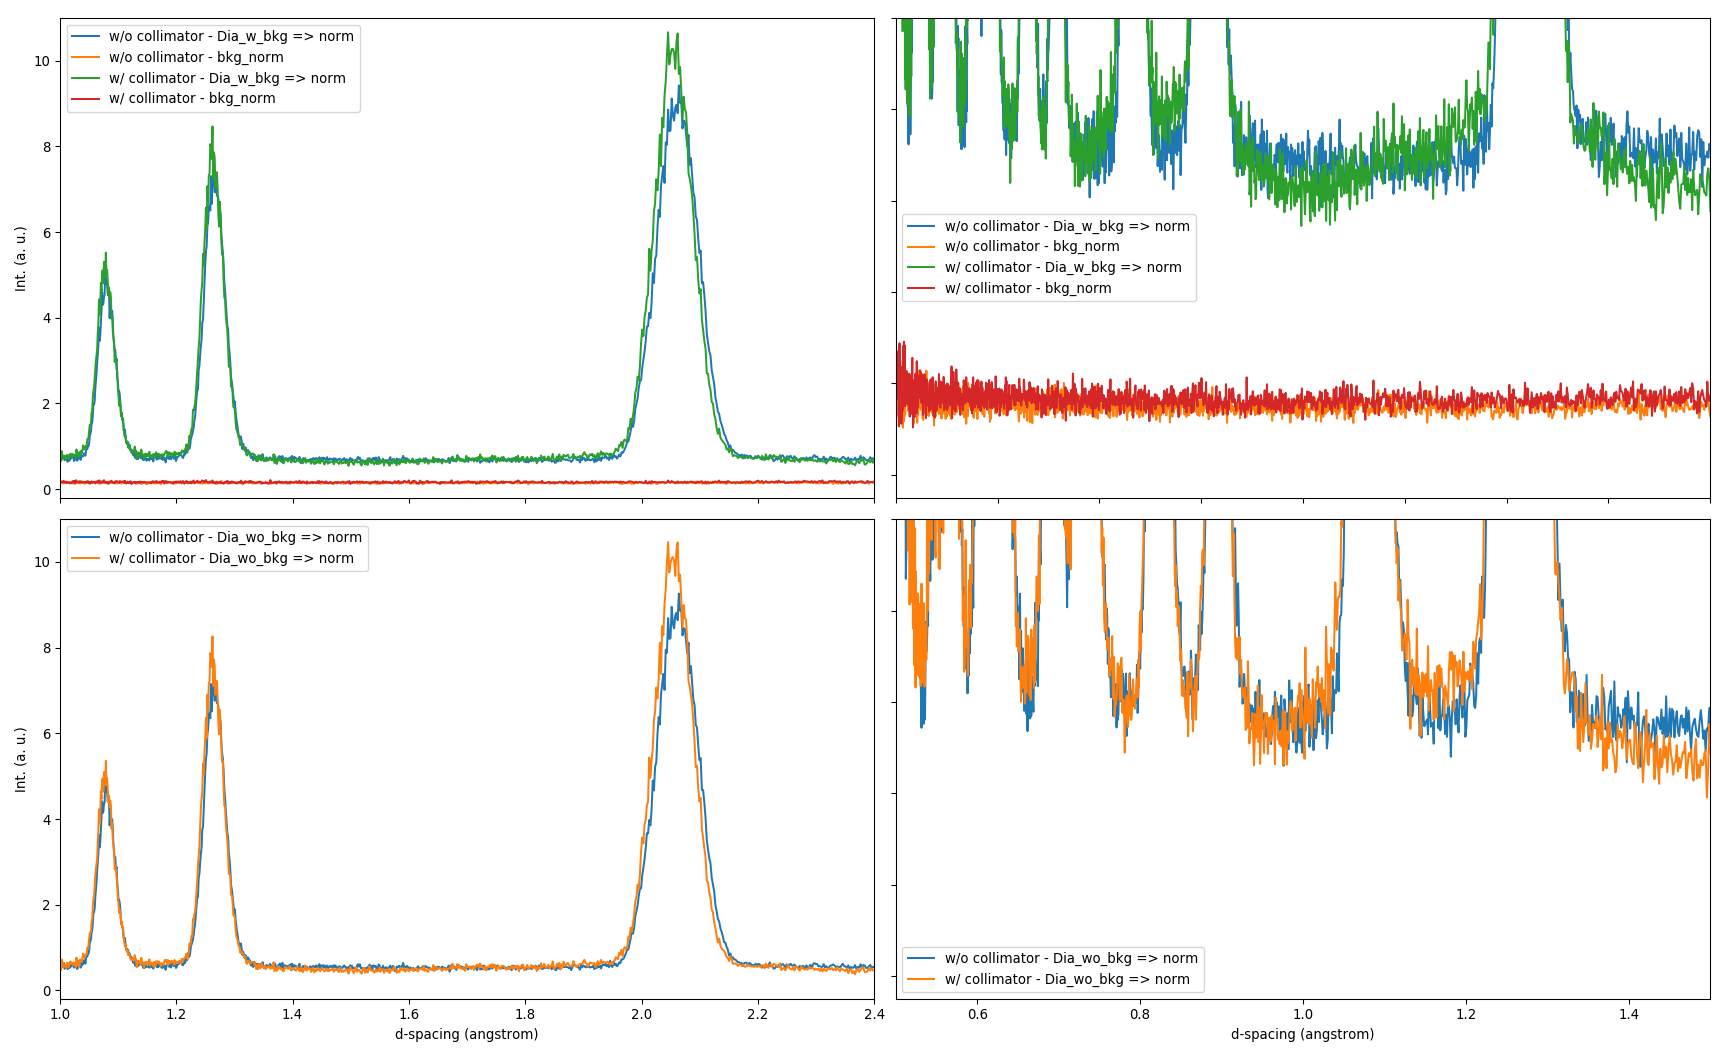 w/o collimator - Dia_w_bkg => norm
w/o collimator - bkg_norm
w/ collimator - Dia_w_bkg => norm
w/ collimator - bkg_norm
10
8
6
4
2
0
Int. (a. u.)
w/o collimator - Dia_w_bkg => norm
w/o collimator - bkg_norm
w/ collimator - Dia_w_bkg => norm
w/ collimator - bkg_norm
w/o collimator - Dia_wo_bkg => norm
w/ collimator - Dia_wo_bkg => norm
10
8
6
4
2
0
Int. (a. u.)
1.0 1.2 1.4 1.6 1.8 2.0 2.2 2.4
d-spacing (angstrom)
w/o collimator - Dia_wo_bkg => norm
w/ collimator - Dia_wo_bkg => norm
0.6 0.8 1.0 1.2 1.4
d-spacing (angstrom)